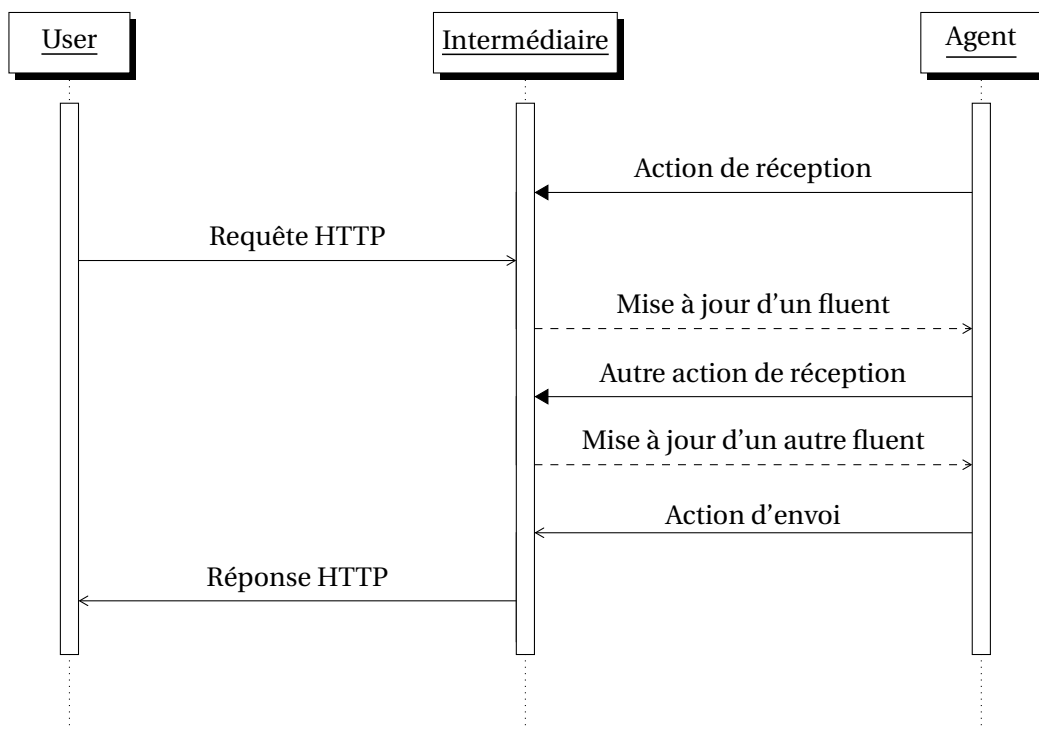 User
Intermédiaire
Agent
Action de réception
Requête HTTP
Mise à jour d'un fluent
Autre action de réception
Mise à jour d'un autre fluent
Action d'envoi
Réponse HTTP